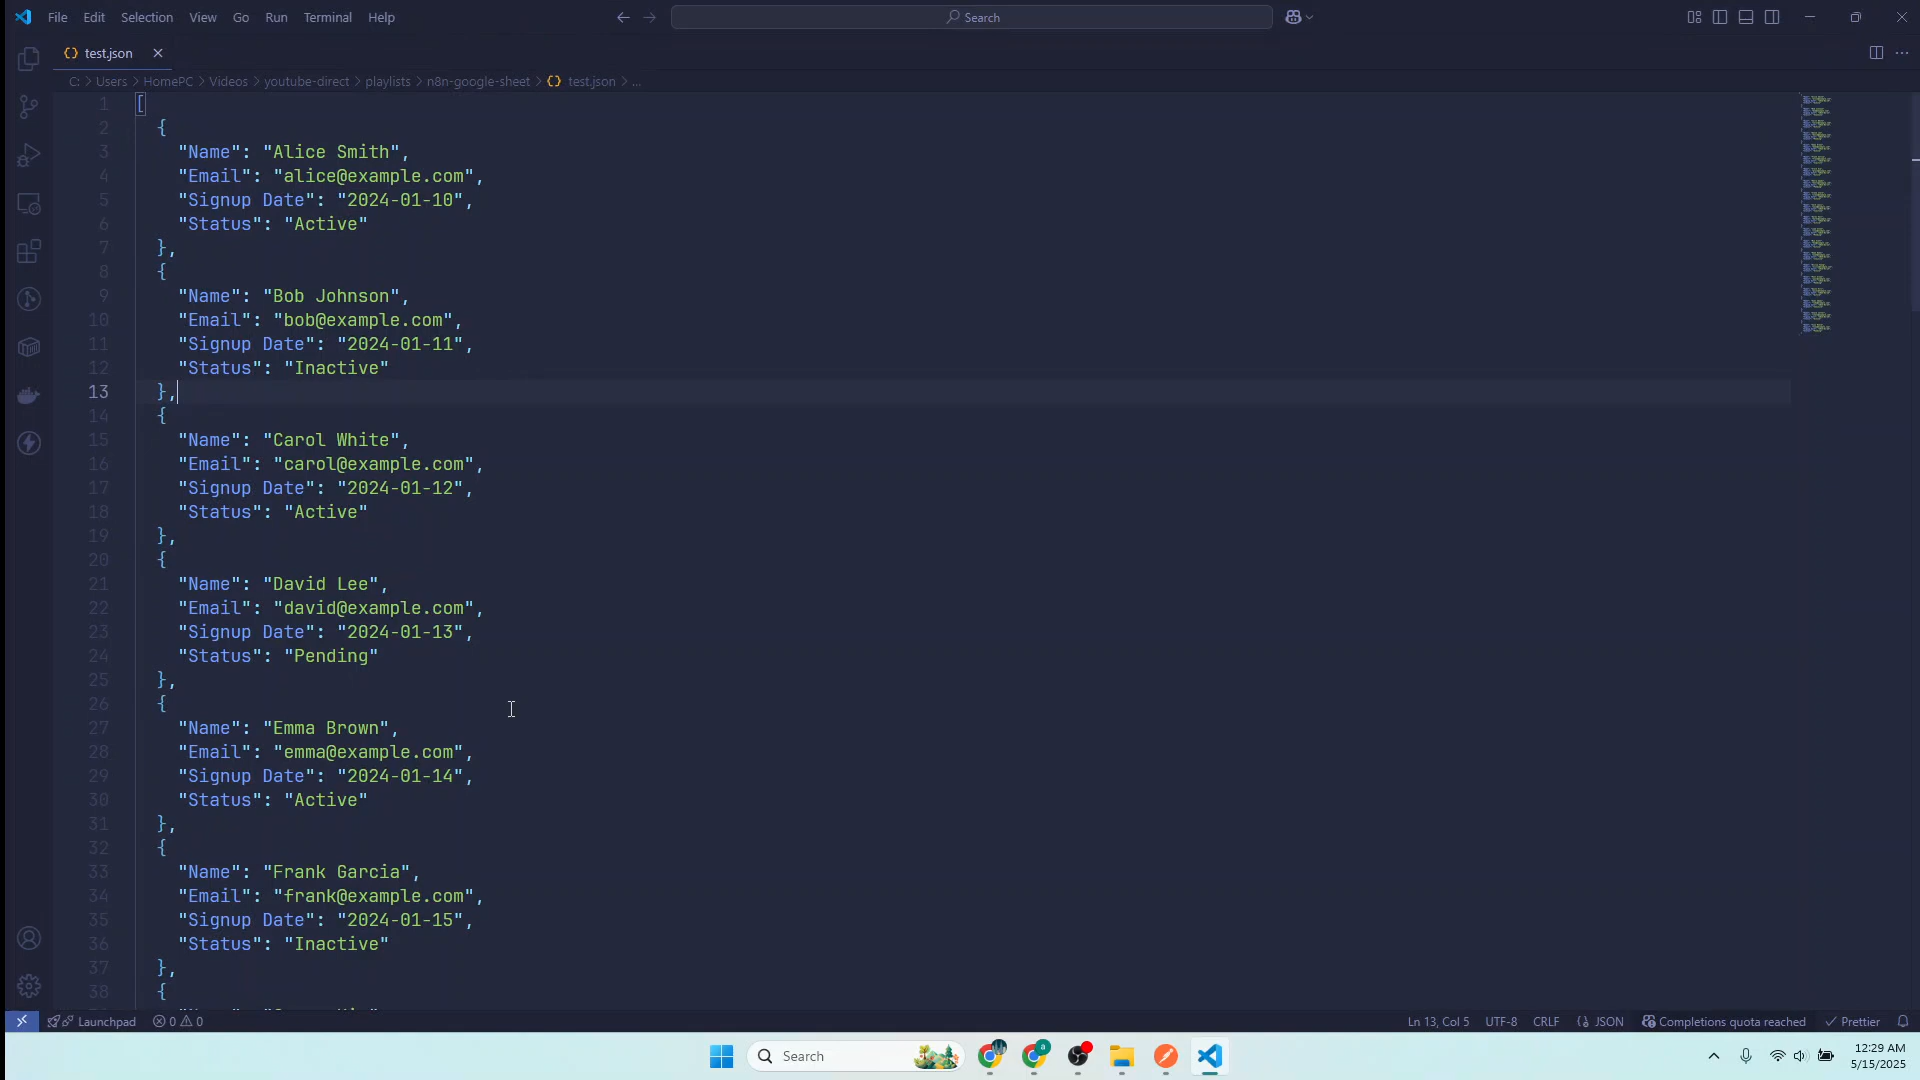 File Edit Selection View Go Run Terminal Help Search
test.json
C: > Users > HomePC > Videos > youtube-direct > playlists > n8n-google-sheet > test.json > ...
1 [
2 {
3 "Name": "Alice Smith",
4 "Email": "alice@example.com",
5 "Signup Date": "2024-01-10",
6 "Status": "Active"
7 },
8 {
9 "Name": "Bob Johnson",
10 "Email": "bob@example.com",
11 "Signup Date": "2024-01-11",
12 "Status": "Inactive"
13 },
14 {
15 "Name": "Carol White",
16 "Email": "carol@example.com",
17 "Signup Date": "2024-01-12",
18 "Status": "Active"
19 },
20 {
21 "Name": "David Lee",
22 "Email": "david@example.com",
23 "Signup Date": "2024-01-13",
24 "Status": "Pending"
25 },
26 {
27 "Name": "Emma Brown",
28 "Email": "emma@example.com",
29 "Signup Date": "2024-01-14",
30 "Status": "Active"
31 },
32 {
33 "Name": "Frank Garcia",
34 "Email": "frank@example.com",
35 "Signup Date": "2024-01-15",
36 "Status": "Inactive"
37 },
38 {
Launchpad 0 0 Ln 13, Col 5 UTF-8 CRLF {} JSON Completions quota reached Prettier
Search 12:29 AM
5/15/2025